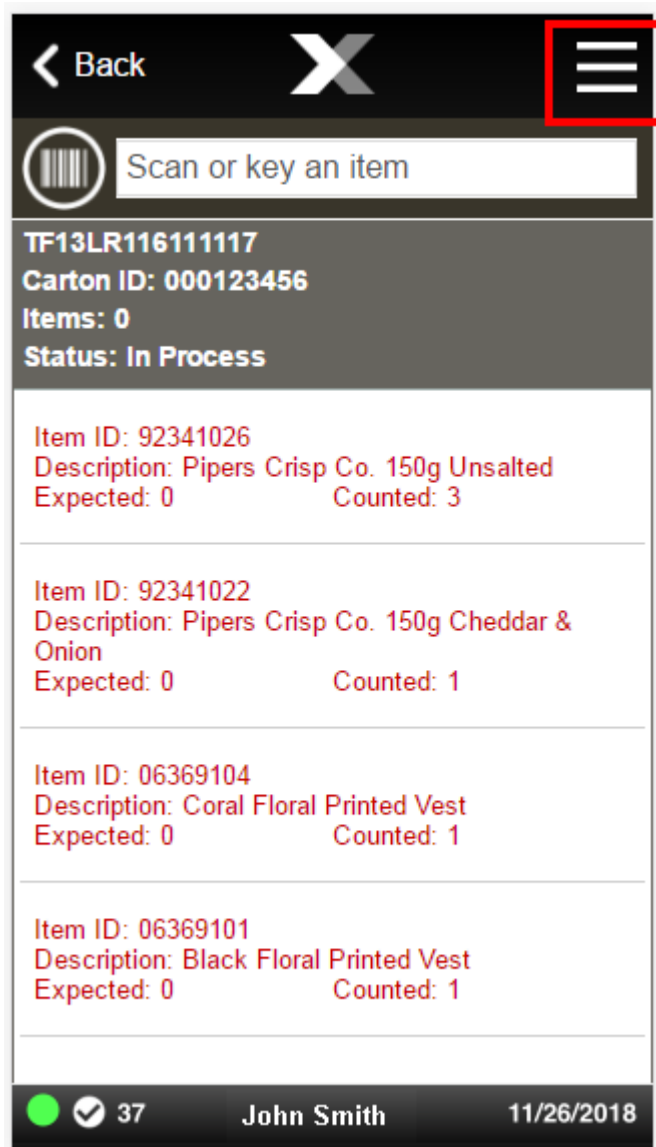 Back
Scan or key an item
TF13LR116111117
Carton ID: 000123456
Items: 0
Status: In Process
Item ID: 92341026
Description: Pipers Crisp Co. 150g Unsalted
Expected: 0 Counted: 3
Item ID: 92341022
Description: Pipers Crisp Co. 150g Cheddar &
Onion
Expected: 0 Counted: 1
Item ID: 06369104
Description: Coral Floral Printed Vest
Expected: 0 Counted: 1
Item ID: 06369101
Description: Black Floral Printed Vest
Expected: 0 Counted: 1
37 John Smith 11/26/2018